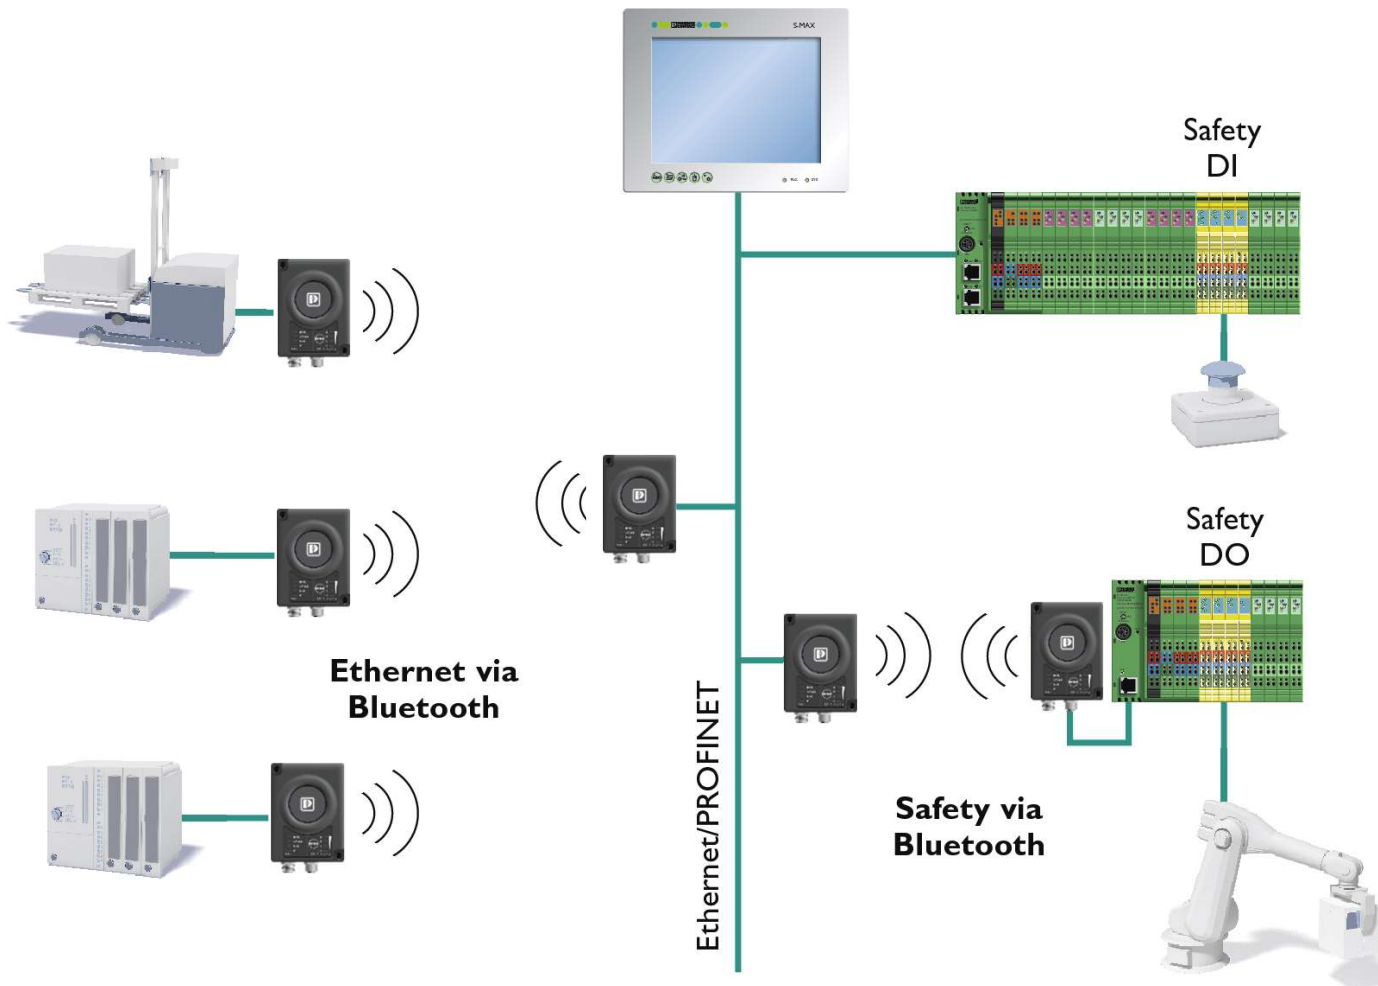 S-MAX
Safety
DI
Safety
DO
Ethernet via
Bluetooth
Ethernet/PROFINET
Safety via
Bluetooth